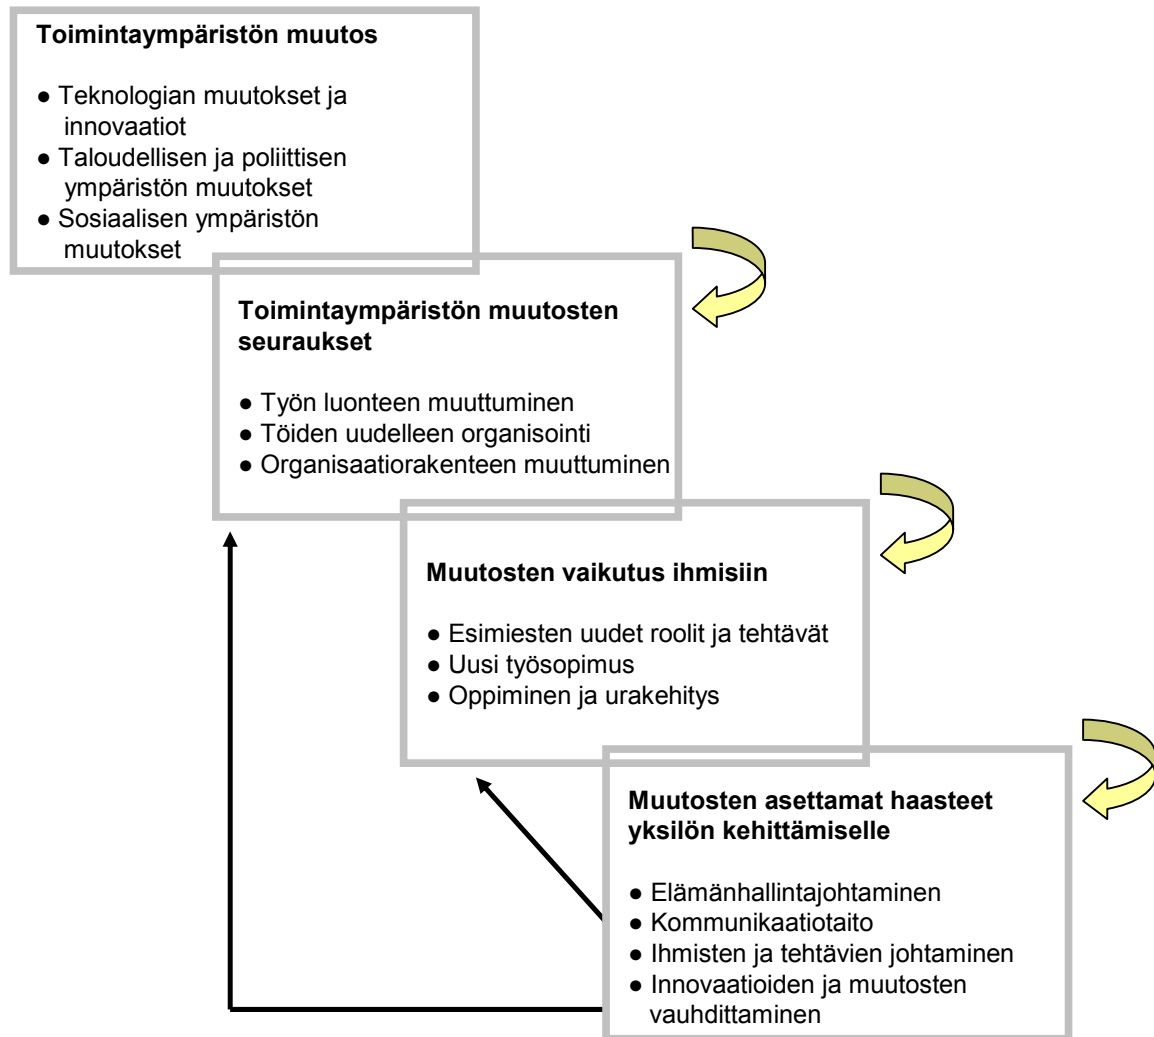 Toimintaympäristön muutos
● Teknologian muutokset ja
innovaatiot
● Taloudellisen ja poliittisen
ympäristön muutokset
● Sosiaalisen ympäristön
muutokset
Toimintaympäristön muutosten
seuraukset
● Työn luonteen muuttuminen
● Töiden uudelleen organisointi
● Organisaatiorakenteen muuttuminen
Muutosten vaikutus ihmisiin
● Esimiesten uudet roolit ja tehtävät
● Uusi työsopimus
● Oppiminen ja urakehitys
Muutosten asettamat haasteet
yksilön kehittämiselle
● Elämänhallintajohtaminen
● Kommunikaatiotaito
● Ihmisten ja tehtävien johtaminen
● Innovaatioiden ja muutosten
vauhdittaminen